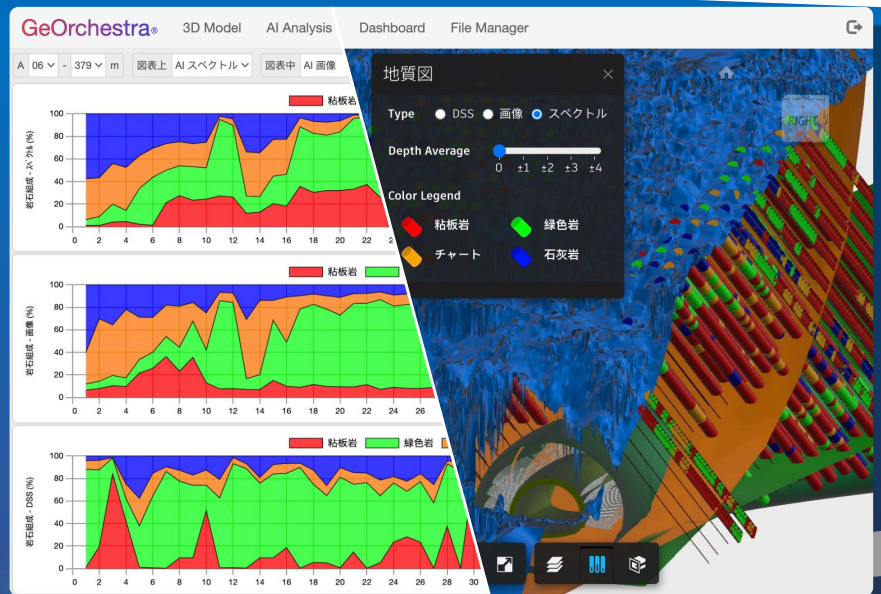 GeOrchestra® 3D Model AI Analysis Dashboard File Manager
A 06 - 379 m 図表上 AI スペクトル 図表中 AI 画像
粘板岩
岩石組成 - スペクトル (%)
100
80
60
40
20
0
0 2 4 6 8 10 12 14 16 18 20 22
粘板岩
岩石組成 - 画像 (%)
100
80
60
40
20
0
0 2 4 6 8 10 12 14 16 18 20 22 24 26
粘板岩 緑色岩
岩石組成 - DSS (%)
100
80
60
40
20
0
0 2 4 6 8 10 12 14 16 18 20 22 24 26 28 30
地質図
Type DSS 画像 スペクトル
Depth Average
0 ±1 ±2 ±3 ±4
Color Legend
粘板岩 緑色岩
チャート 石灰岩
RIGHT